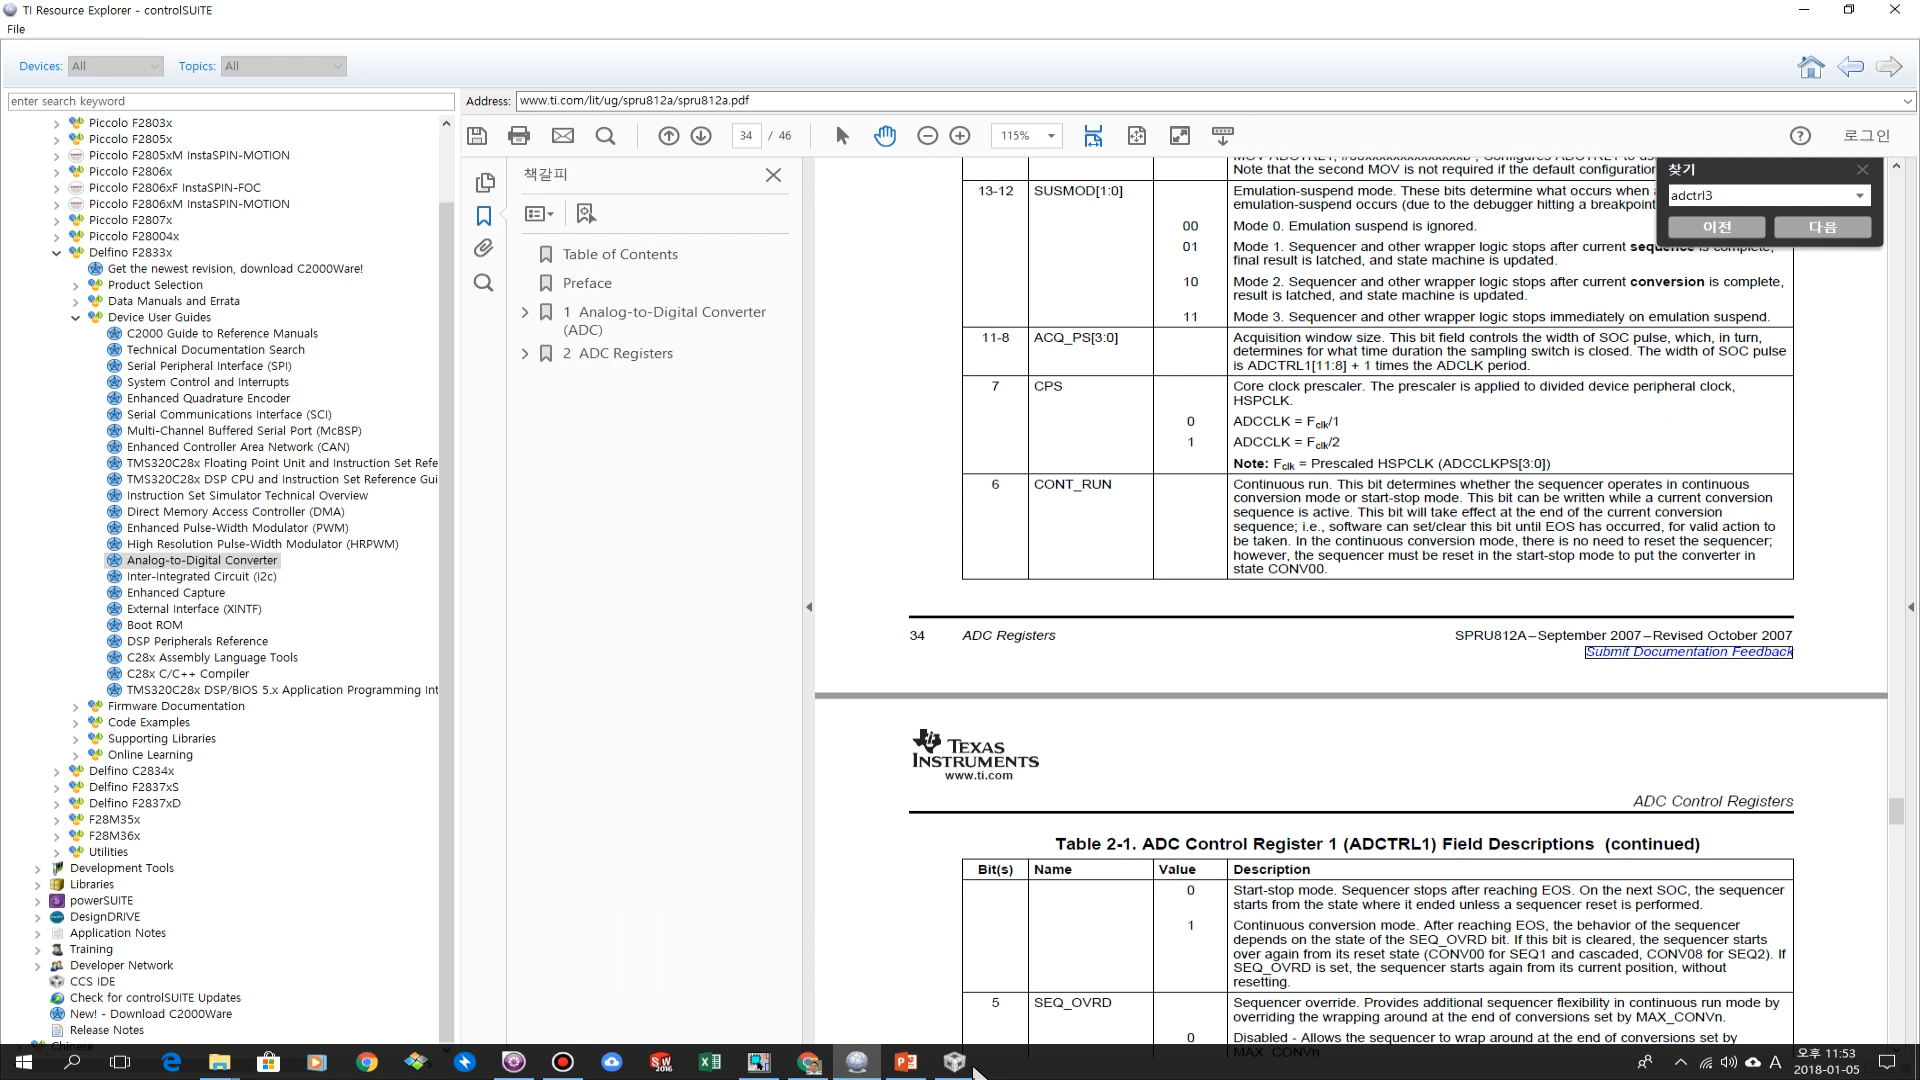 TI Resource Explorer - controlSUITE
File
Devices: All Topics: All
enter search keyword
Address: www.ti.com/lit/ug/spru812a/spru812a.pdf
Piccolo F2803x
Piccolo F2805x
Piccolo F2805xM InstaSPIN-MOTION
Piccolo F2806x
Piccolo F2806xF InstaSPIN-FOC
Piccolo F2806xM InstaSPIN-MOTION
Piccolo F2807x
Piccolo F28004x
Delfino F2833x
Get the newest revision, download C2000Ware!
Product Selection
Data Manuals and Errata
Device User Guides
C2000 Guide to Reference Manuals
Technical Documentation Search
Serial Peripheral Interface (SPI)
System Control and Interrupts
Enhanced Quadrature Encoder
Serial Communications Interface (SCI)
Multi-Channel Buffered Serial Port (McBSP)
Enhanced Controller Area Network (CAN)
TMS320C28x Floating Point Unit and Instruction Set Refe
TMS320C28x DSP CPU and Instruction Set Reference Gui
Instruction Set Simulator Technical Overview
Direct Memory Access Controller (DMA)
Enhanced Pulse-Width Modulator (PWM)
High Resolution Pulse-Width Modulator (HRPWM)
Analog-to-Digital Converter
Inter-Integrated Circuit (I2c)
Enhanced Capture
External Interface (XINTF)
Boot ROM
DSP Peripherals Reference
C28x Assembly Language Tools
C28x C/C++ Compiler
TMS320C28x DSP/BIOS 5.x Application Programming Int
Firmware Documentation
Code Examples
Supporting Libraries
Online Learning
Delfino C2834x
Delfino F2837xS
Delfino F2837xD
F28M35x
F28M36x
Utilities
Development Tools
Libraries
powerSUITE
DesignDRIVE
Application Notes
Training
Developer Network
CCS IDE
Check for controlSUITE Updates
New! - Download C2000Ware
Release Notes
Chinese
34 / 46 115% 로그인
책갈피
Table of Contents
Preface
1 Analog-to-Digital Converter
(ADC)
2 ADC Registers
찾기
adctrl3
이전 다음
Note that the second MOV is not required if the default configuration
13-12 SUSMOD[1:0] Emulation-suspend mode. These bits determine what occurs when
emulation-suspend occurs (due to the debugger hitting a breakpoint
00 Mode 0. Emulation suspend is ignored.
01 Mode 1. Sequencer and other wrapper logic stops after current sequence is complete,
final result is latched, and state machine is updated.
10 Mode 2. Sequencer and other wrapper logic stops after current conversion is complete,
result is latched, and state machine is updated.
11 Mode 3. Sequencer and other wrapper logic stops immediately on emulation suspend.
11-8 ACQ_PS[3:0] Acquisition window size. This bit field controls the width of SOC pulse, which, in turn,
determines for what time duration the sampling switch is closed. The width of SOC pulse
is ADCTRL1[11:8] + 1 times the ADCLK period.
7 CPS Core clock prescaler. The prescaler is applied to divided device peripheral clock,
HSPCLK.
0 ADCCLK = Fclk/1
1 ADCCLK = Fclk/2
Note: Fclk = Prescaled HSPCLK (ADCCLKPS[3:0])
6 CONT_RUN Continuous run. This bit determines whether the sequencer operates in continuous
conversion mode or start-stop mode. This bit can be written while a current conversion
sequence is active. This bit will take effect at the end of the current conversion
sequence; i.e., software can set/clear this bit until EOS has occurred, for valid action to
be taken. In the continuous conversion mode, there is no need to reset the sequencer;
however, the sequencer must be reset in the start-stop mode to put the converter in
state CONV00.
34 ADC Registers SPRU812A–September 2007–Revised October 2007
Submit Documentation Feedback
TEXAS
INSTRUMENTS
www.ti.com
ADC Control Registers
Table 2-1. ADC Control Register 1 (ADCTRL1) Field Descriptions (continued)
Bit(s) Name Value Description
0 Start-stop mode. Sequencer stops after reaching EOS. On the next SOC, the sequencer
starts from the state where it ended unless a sequencer reset is performed.
1 Continuous conversion mode. After reaching EOS, the behavior of the sequencer
depends on the state of the SEQ_OVRD bit. If this bit is cleared, the sequencer starts
over again from its reset state (CONV00 for SEQ1 and cascaded, CONV08 for SEQ2). If
SEQ_OVRD is set, the sequencer starts again from its current position, without
resetting.
5 SEQ_OVRD Sequencer override. Provides additional sequencer flexibility in continuous run mode by
overriding the wrapping around at the end of conversions set by MAX_CONVn.
0 Disabled - Allows the sequencer to wrap around at the end of conversions set by
MAX_CONVn.
A 오후 11:53
2018-01-05